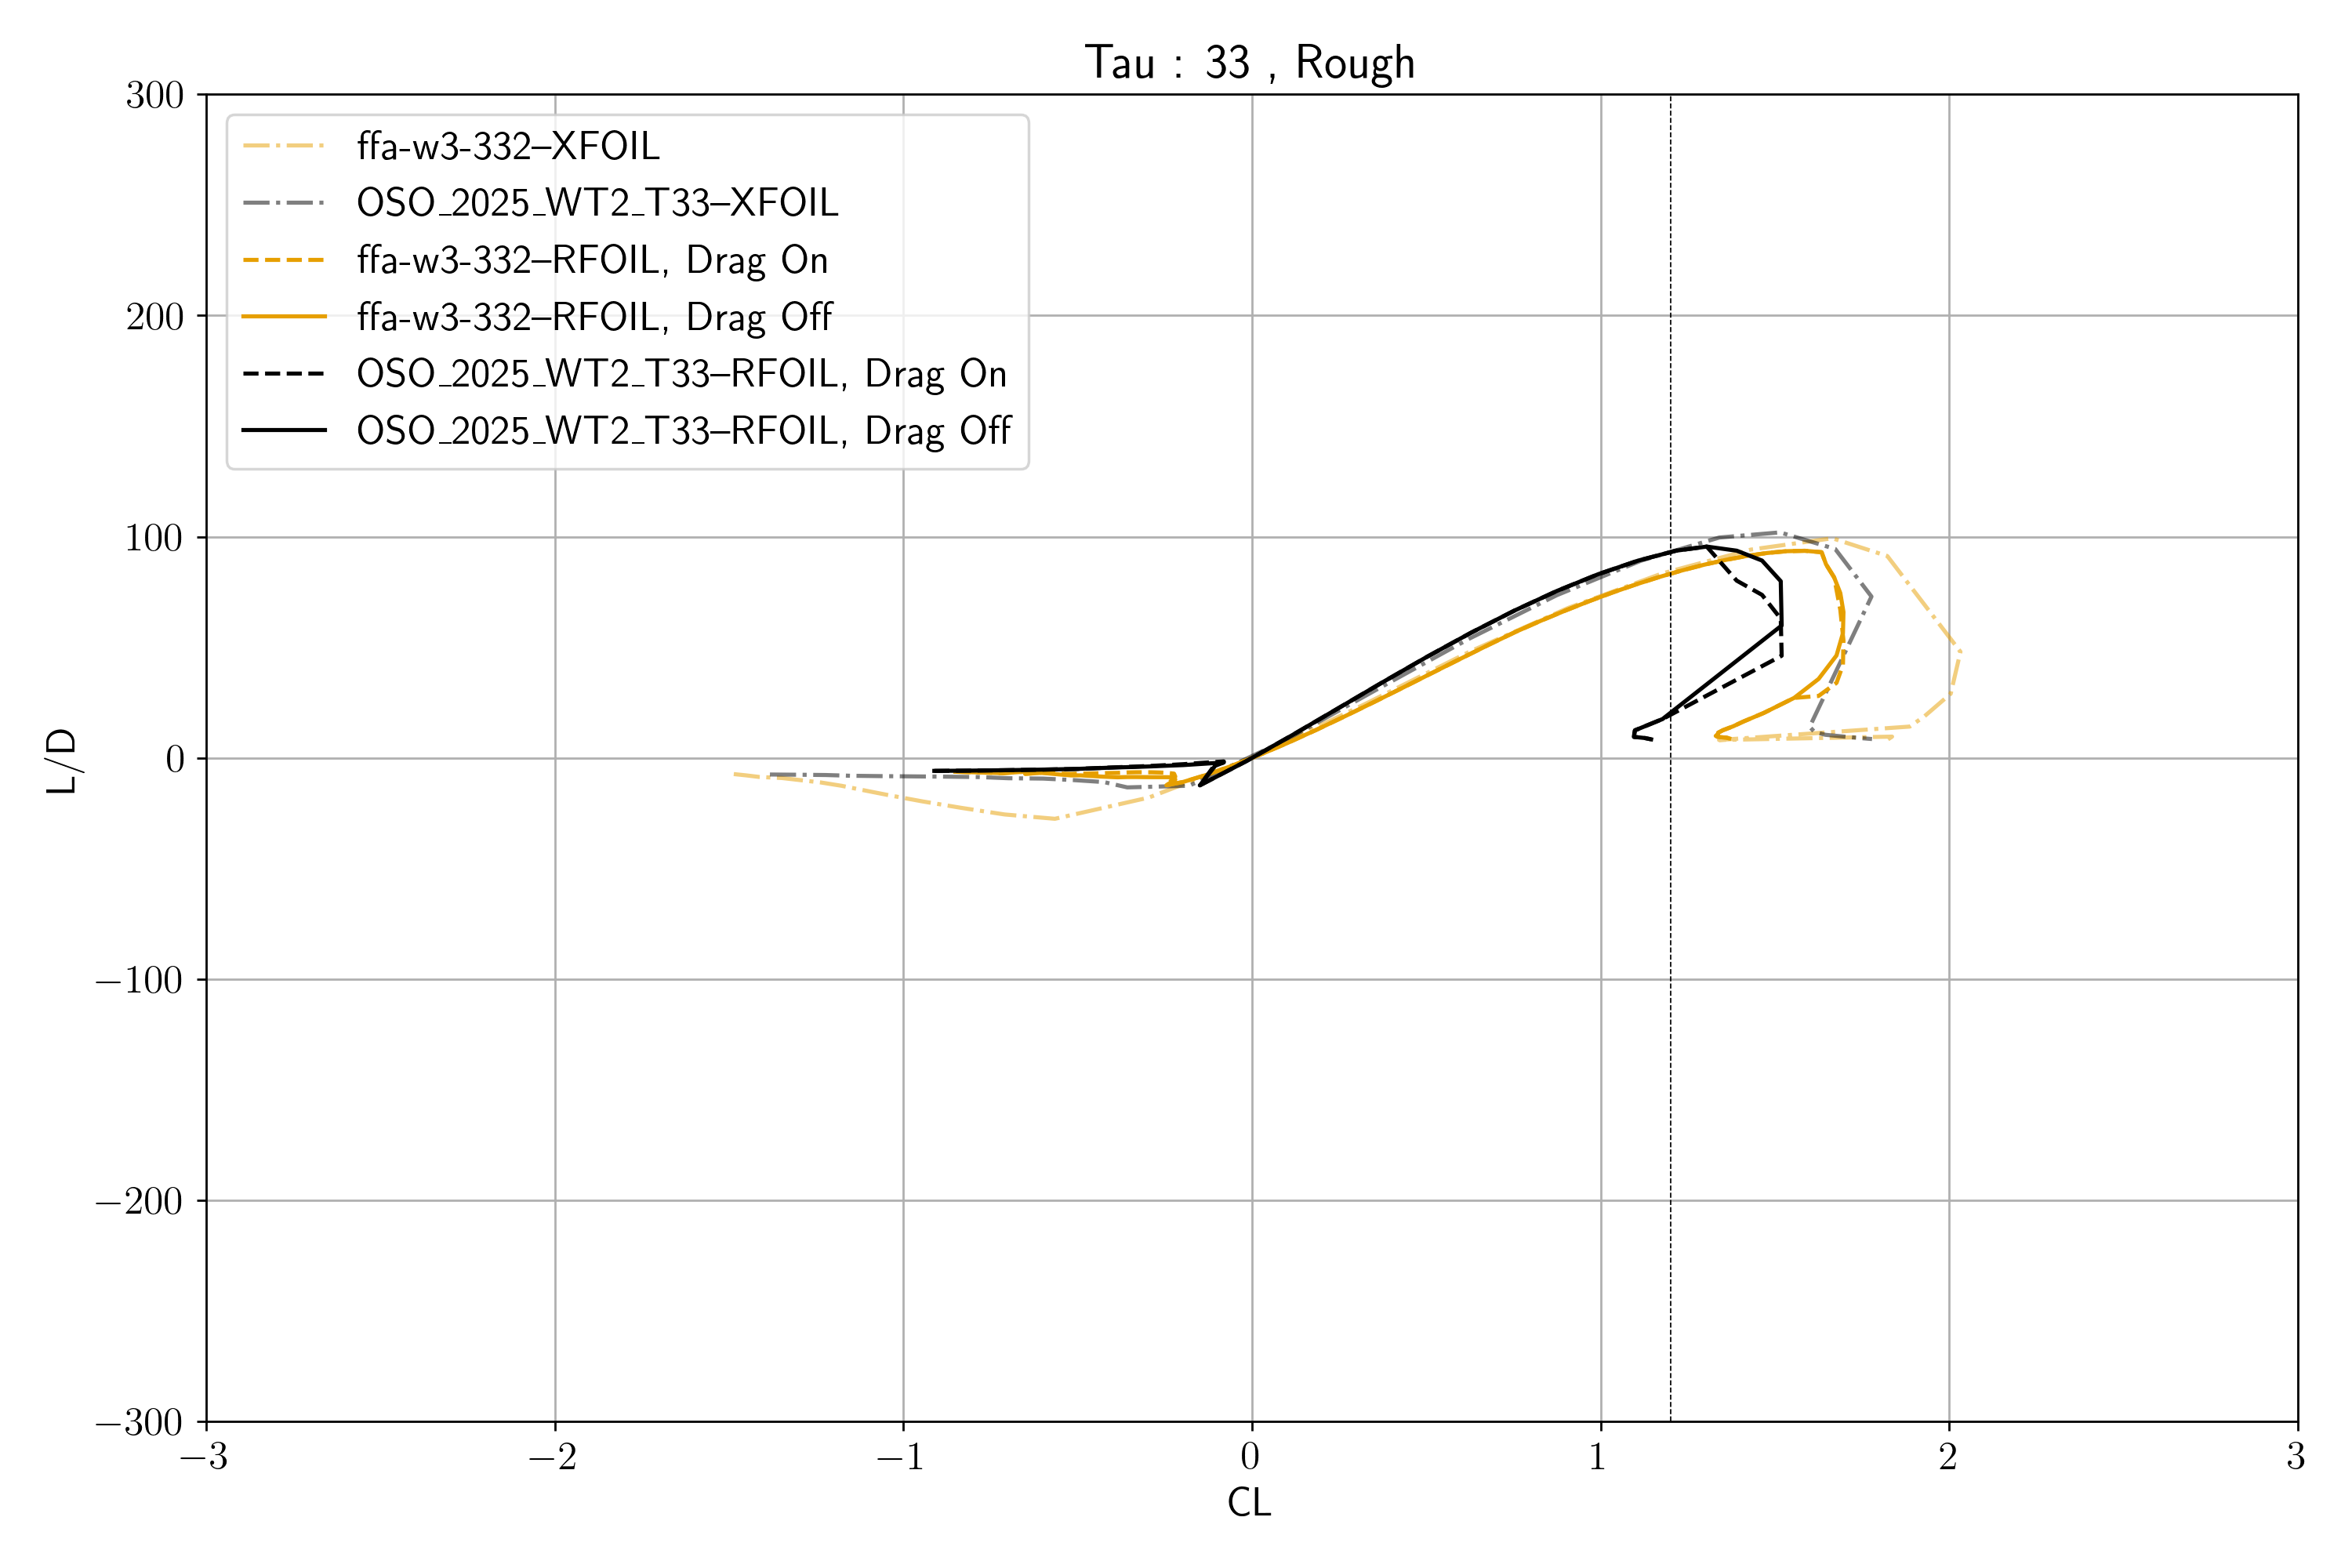 Tau : 33 , Rough
300
200
100
0
−100
−200
−300
L/D
ffa-w3-332–XFOIL
OSO_2025_WT2_T33–XFOIL
ffa-w3-332–RFOIL, Drag On
ffa-w3-332–RFOIL, Drag Off
OSO_2025_WT2_T33–RFOIL, Drag On
OSO_2025_WT2_T33–RFOIL, Drag Off
−3 −2 −1 0 1 2 3
CL